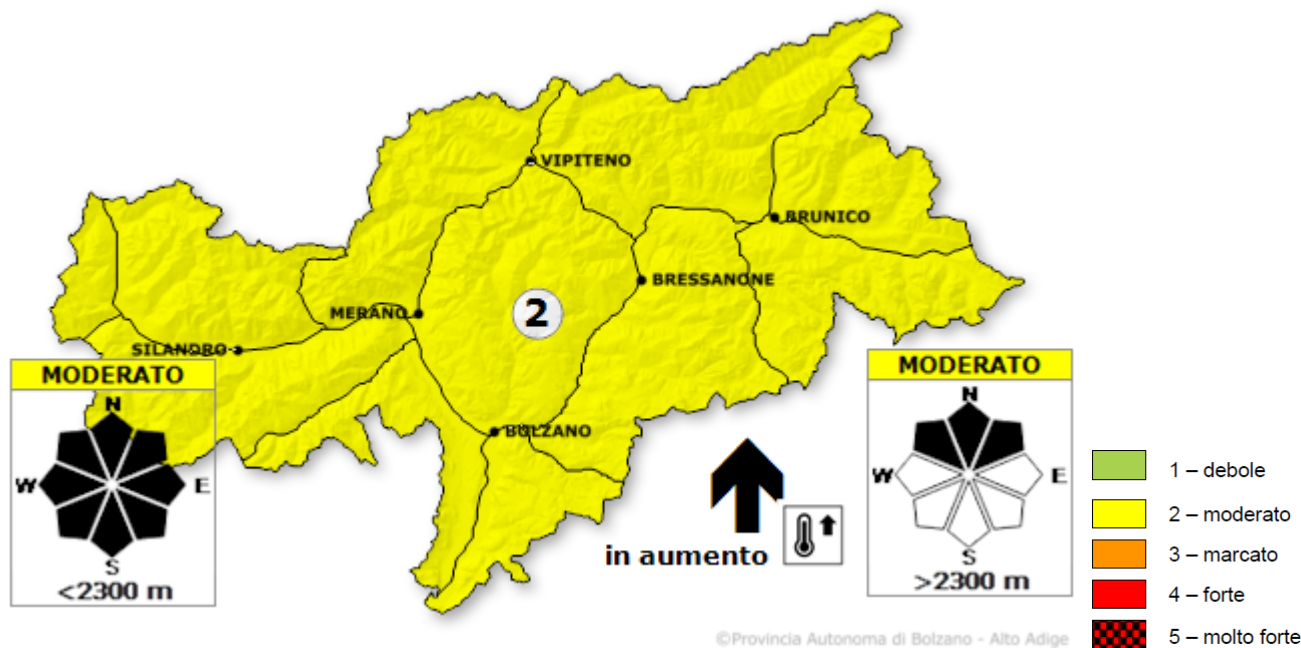 VIPITENO
BRUNICO
BRESSANONE
MERANO
2
SILANDRO
BOLZANO
MODERATO
N
W
E
S
<2300 m
in aumento
MODERATO
N
W
E
S
>2300 m
1 – debole
2 – moderato
3 – marcato
4 – forte
5 – molto forte
©Provincia Autonoma di Bolzano - Alto Adige